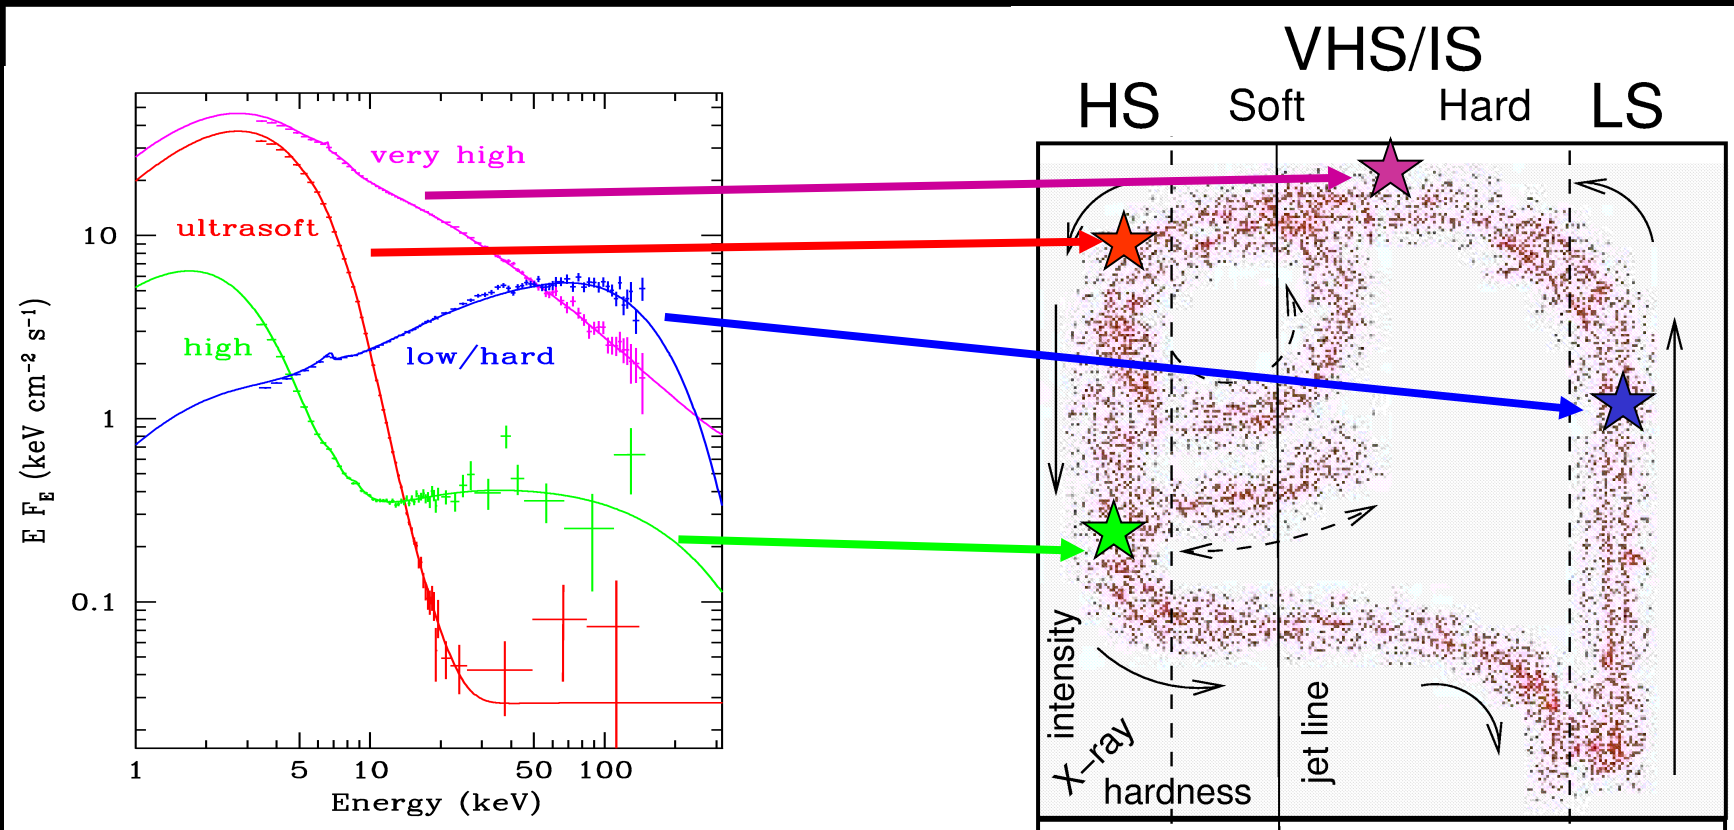 very high
ultrasoft
high
low/hard
10
1
0.1
E F_E (keV cm⁻² s⁻¹)
1 5 10 50 100
Energy (keV)
VHS/IS
HS Soft Hard LS
X-ray
intensity
jet line
hardness